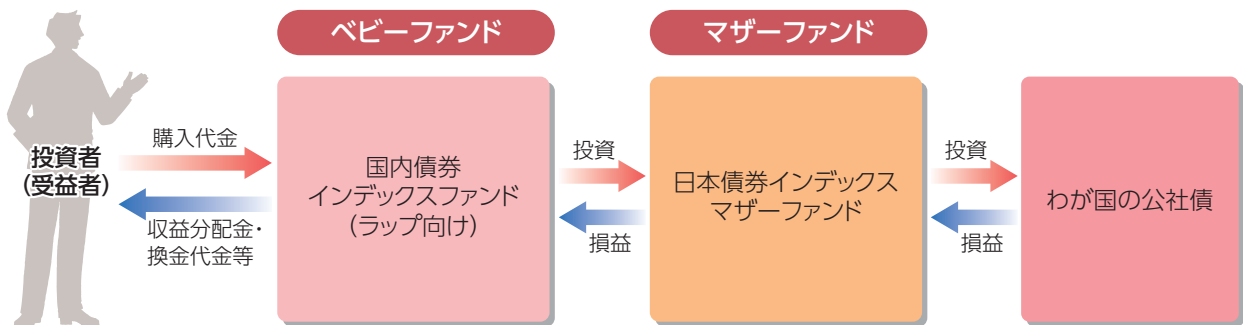 ベビーファンド
マザーファンド
投資者
(受益者)
購入代金
収益分配金・
換金代金等
国内債券
インデックスファンド
(ラップ向け)
投資
損益
日本債券インデックス
マザーファンド
投資
損益
わが国の公社債